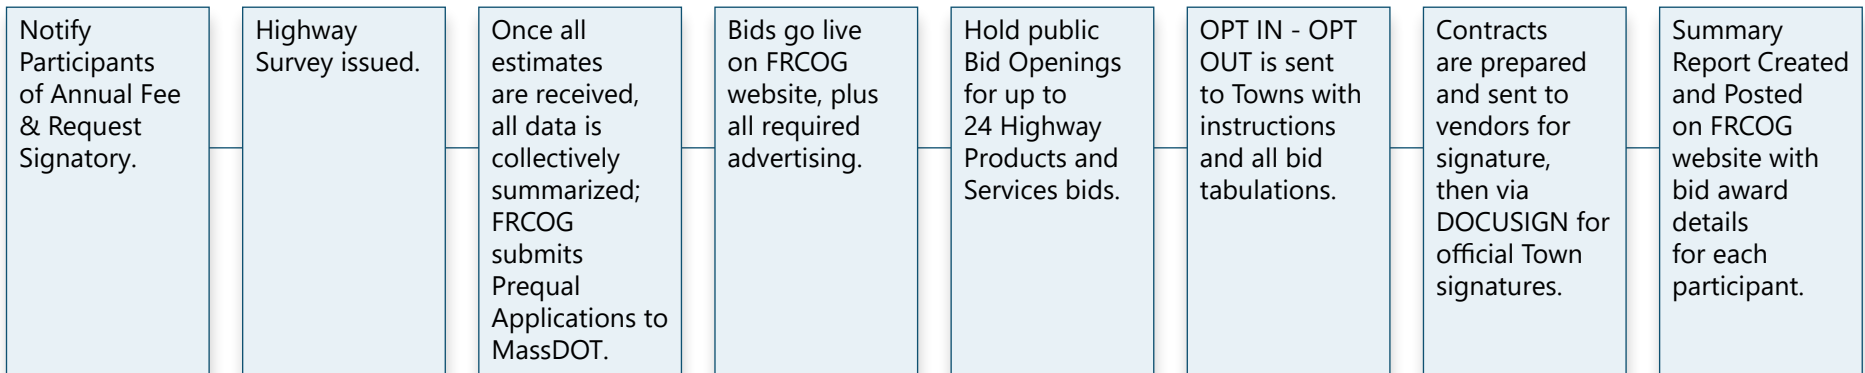 Notify
Participants
of Annual Fee
& Request
Signatory.
Highway
Survey issued.
Once all
estimates
are received,
all data is
collectively
summarized;
FRCOG
submits
Prequal
Applications to
MassDOT.
Bids go live
on FRCOG
website, plus
all required
advertising.
Hold public
Bid Openings
for up to
24 Highway
Products and
Services bids.
OPT IN - OPT
OUT is sent
to Towns with
instructions
and all bid
tabulations.
Contracts
are prepared
and sent to
vendors for
signature,
then via
DOCUSIGN for
official Town
signatures.
Summary
Report Created
and Posted
on FRCOG
website with
bid award
details
for each
participant.